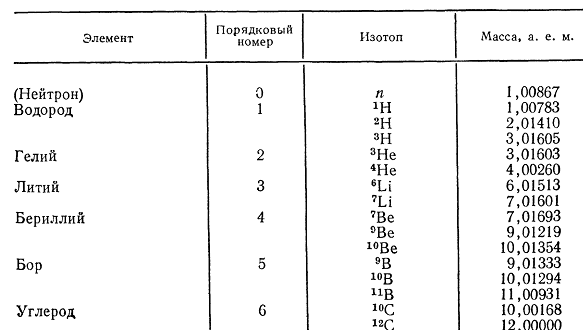 Элемент Порядковый номер Изотоп Масса, а. е. м.
(Нейтрон) 0 n 1,00867
Водород 1 ¹H 1,00783
²H 2,01410
³H 3,01605
Гелий 2 ³He 3,01603
⁴He 4,00260
Литий 3 ⁶Li 6,01513
⁷Li 7,01601
Бериллий 4 ⁷Be 7,01693
⁹Be 9,01219
¹⁰Be 10,01354
Бор 5 ⁹B 9,01333
¹⁰B 10,01294
¹¹B 11,00931
Углерод 6 ¹⁰C 10,00168
¹²C 12,00000